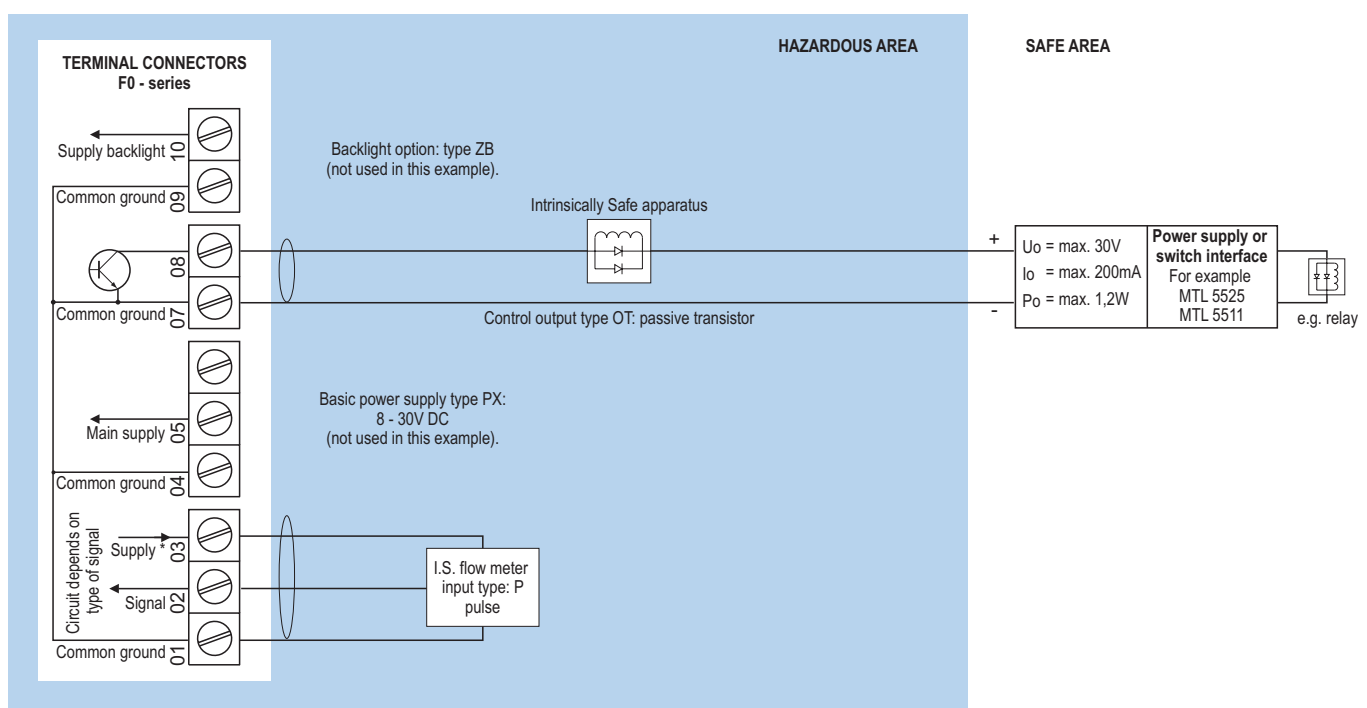 HAZARDOUS AREA
SAFE AREA
TERMINAL CONNECTORS
F0 - series
Supply backlight
10
Common ground
09
08
Common ground
07
Main supply
05
Common ground
04
Circuit depends on
type of signal
Supply *
03
Signal
02
Common ground
01
Backlight option: type ZB
(not used in this example).
Intrinsically Safe apparatus
Control output type OT: passive transistor
Basic power supply type PX:
8 - 30V DC
(not used in this example).
I.S. flow meter
input type: P
pulse
+
-
Uo = max. 30V
Io = max. 200mA
Po = max. 1,2W
Power supply or
switch interface
For example
MTL 5525
MTL 5511
e.g. relay